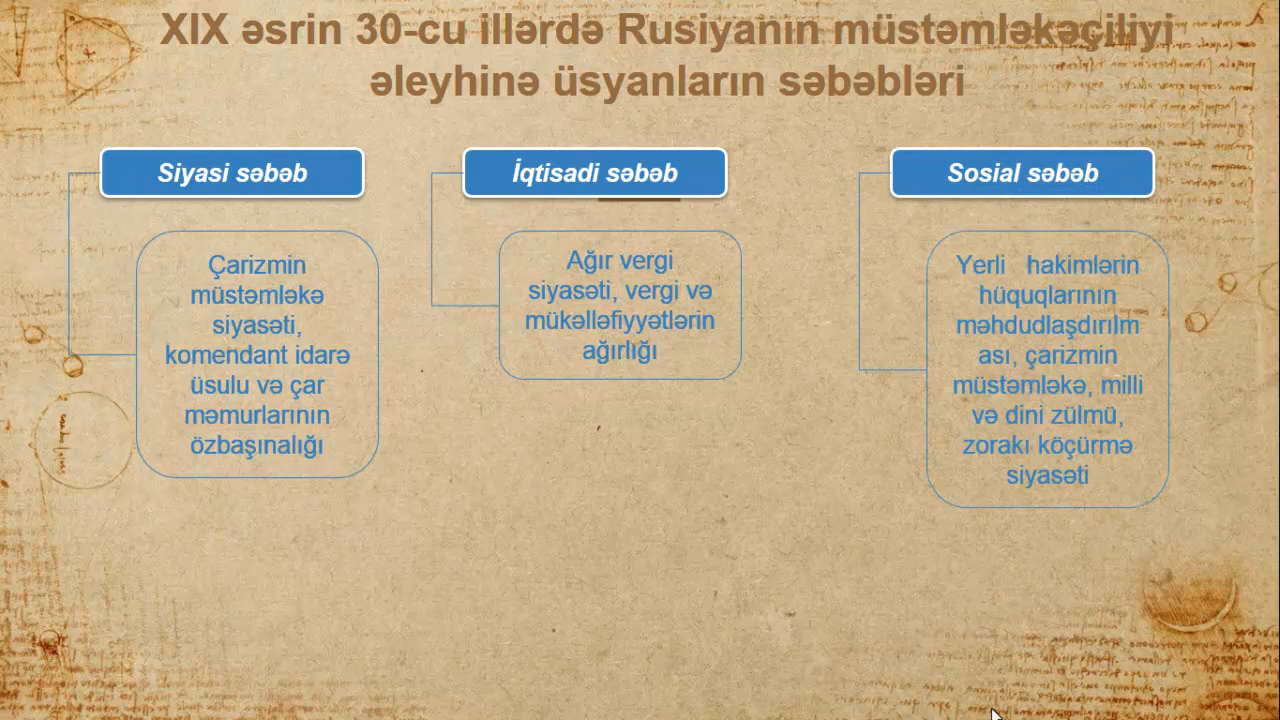 XIX əsrin 30-cu illərdə Rusiyanın müstəmləkəçiliyi
əleyhinə üsyanların səbəbləri
Siyasi səbəb
Çarizmin
müstəmləkə
siyasəti,
komendant idarə
üsulu və çar
məmurlarının
özbaşınalığı
İqtisadi səbəb
Ağır vergi
siyasəti, vergi və
mükəlləfiyyətlərin
ağırlığı
Sosial səbəb
Yerli hakimlərin
hüquqlarının
məhdudlaşdırılm
ası, çarizmin
müstəmləkə, milli
və dini zülmü,
zorakı köçürmə
siyasəti